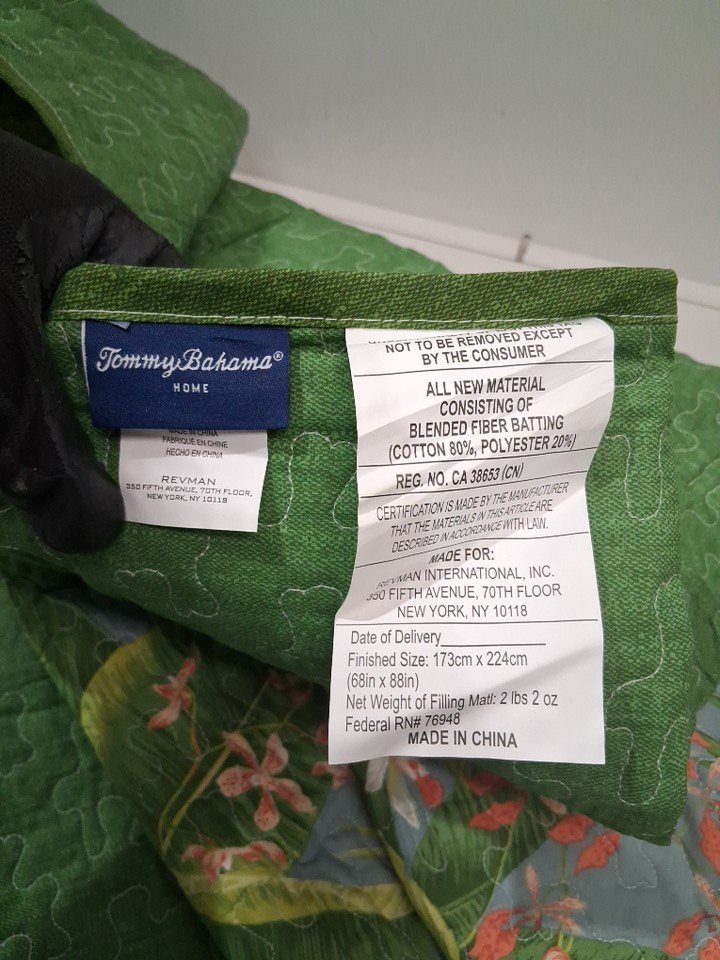 Tommy Bahama®
HOME
MADE IN CHINA
FABRIQUÉ EN CHINE
HECHO EN CHINA
REVMAN
350 FIFTH AVENUE, 70TH FLOOR,
NEW YORK, NY 10118
NOT TO BE REMOVED EXCEPT
BY THE CONSUMER
ALL NEW MATERIAL
CONSISTING OF
BLENDED FIBER BATTING
(COTTON 80%, POLYESTER 20%)
REG. NO. CA 38653 (CN)
CERTIFICATION IS MADE BY THE MANUFACTURER
THAT THE MATERIALS IN THIS ARTICLE ARE
DESCRIBED IN ACCORDANCE WITH LAW.
MADE FOR:
REVMAN INTERNATIONAL, INC.
350 FIFTH AVENUE, 70TH FLOOR
NEW YORK, NY 10118
Date of Delivery
Finished Size: 173cm x 224cm
(68in x 88in)
Net Weight of Filling Matl: 2 lbs 2 oz
Federal RN# 76948
MADE IN CHINA